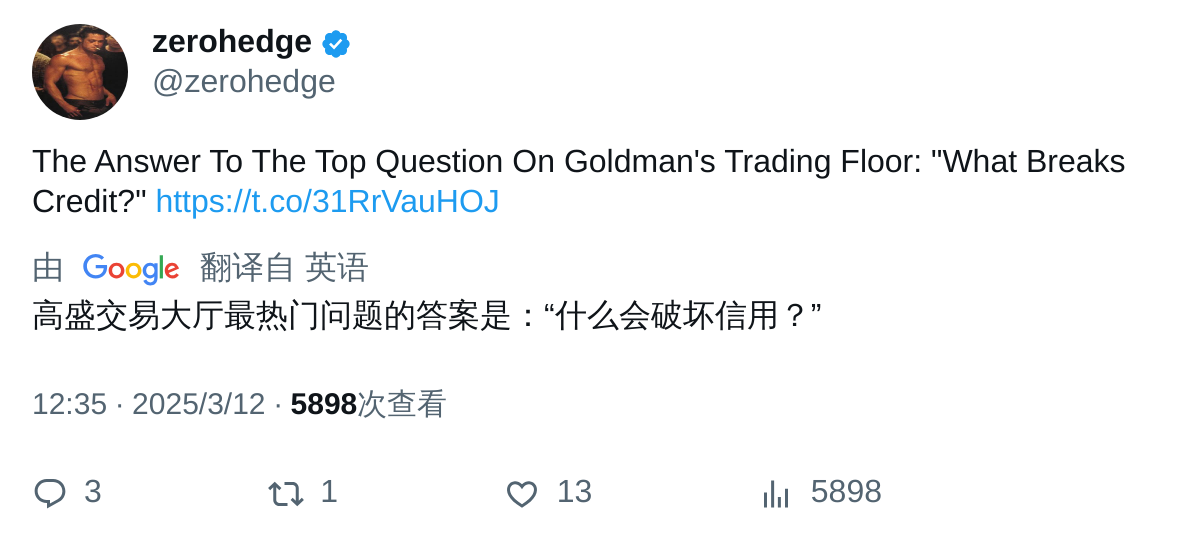 zerohedge
@zerohedge
The Answer To The Top Question On Goldman's Trading Floor: "What Breaks
Credit?" https://t.co/31RrVauHOJ
由 Google 翻译自 英语
高盛交易大厅最热门问题的答案是：“什么会破坏信用？”
12:35 · 2025/3/12 · 5898次查看
3 1 13 5898